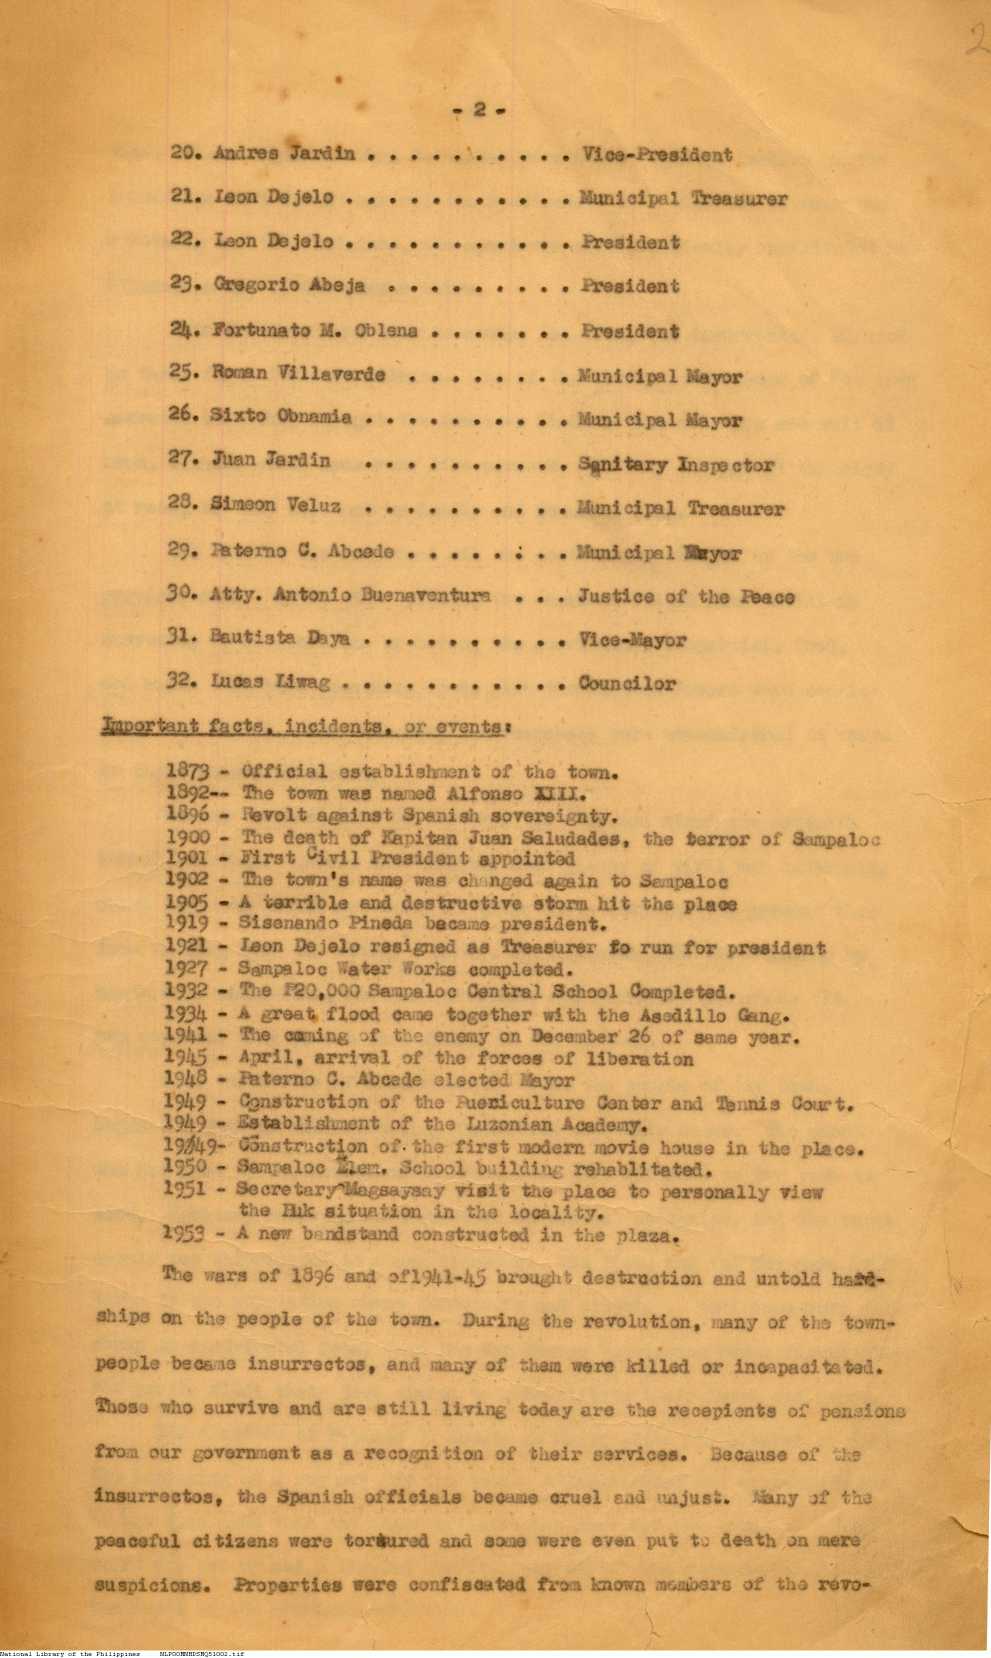 2
- 2 -
20. Andres Jardin . . . . . . . . . . Vice-President
21. Leon Dejelo . . . . . . . . . . . Municipal Treasurer
22. Leon Dejelo . . . . . . . . . . . President
23. Gregorio Abeja . . . . . . . . . President
24. Fortunato M. Oblena . . . . . . . President
25. Roman Villaverde . . . . . . . . Municipal Mayor
26. Sixto Obnamia . . . . . . . . . . Municipal Mayor
27. Juan Jardin . . . . . . . . . . Sanitary Inspector
28. Simeon Veluz . . . . . . . . . . Municipal Treasurer
29. Paterno C. Abcede . . . . . : . . Municipal Mayor
30. Atty. Antonio Buenaventura . . . Justice of the Peace
31. Bautista Daya . . . . . . . . . . Vice-Mayor
32. Lucas Liwag . . . . . . . . . . . Councilor
Important facts, incidents, or events:
1873 - Official establishment of the town.
1892-- The town was named Alfonso XIII.
1896 - Revolt against Spanish sovereignty.
1900 - The death of Kapitan Juan Saludades, the terror of Sampaloc
1901 - First Civil President appointed
1902 - The town's name was changed again to Sampaloc
1905 - A terrible and destructive storm hit the place
1919 - Sisenando Pineda became president.
1921 - Leon Dejelo resigned as Treasurer to run for president
1927 - Sampaloc Water Works completed.
1932 - The ₱20,000 Sampaloc Central School Completed.
1934 - A great flood came together with the Asedillo Gang.
1941 - The coming of the enemy on December 26 of same year.
1945 - April, arrival of the forces of liberation
1948 - Paterno C. Abcede elected Mayor
1949 - Construction of the Puericulture Center and Tennis Court.
1949 - Establishment of the Luzonian Academy.
1949- Construction of the first modern movie house in the place.
1950 - Sampaloc Elem. School building rehablitated.
1951 - Secretary Magsaysay visit the place to personally view
the Huk situation in the locality.
1953 - A new bandstand constructed in the plaza.
The wars of 1896 and of1941-45 brought destruction and untold hard-
ships on the people of the town. During the revolution, many of the town-
people became insurrectos, and many of them were killed or incapacitated.
Those who survive and are still living today are the recepients of pensions
from our government as a recognition of their services. Because of the
insurrectos, the Spanish officials became cruel and unjust. Many of the
peaceful citizens were tortured and some were even put to death on mere
suspicions. Properties were confiscated from known members of the revo-
National Library of the Philippines NLPOOMNHDSHQ51002.tif